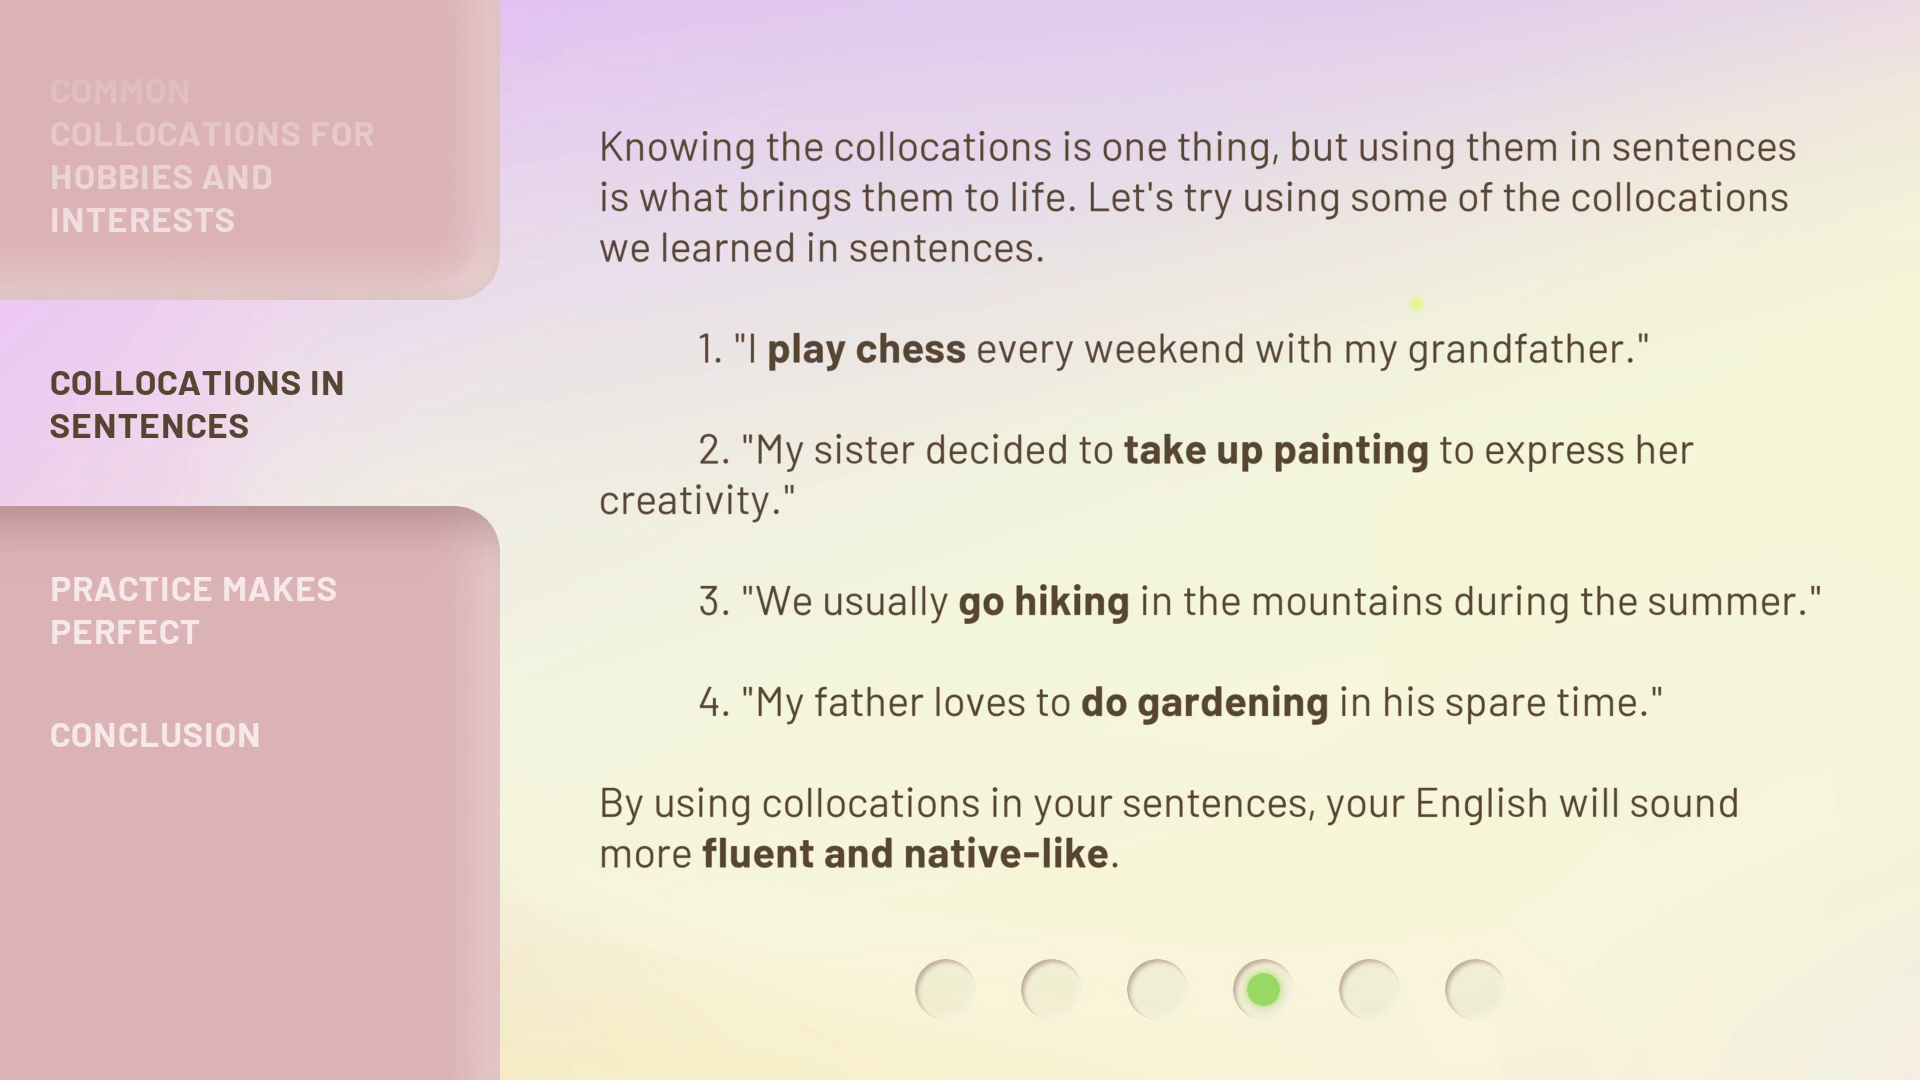 COMMON
COLLOCATIONS FOR
HOBBIES AND
INTERESTS
COLLOCATIONS IN
SENTENCES
PRACTICE MAKES
PERFECT
CONCLUSION
Knowing the collocations is one thing, but using them in sentences
is what brings them to life. Let's try using some of the collocations
we learned in sentences.
1. "I play chess every weekend with my grandfather."
2. "My sister decided to take up painting to express her
creativity."
3. "We usually go hiking in the mountains during the summer."
4. "My father loves to do gardening in his spare time."
By using collocations in your sentences, your English will sound
more fluent and native-like.